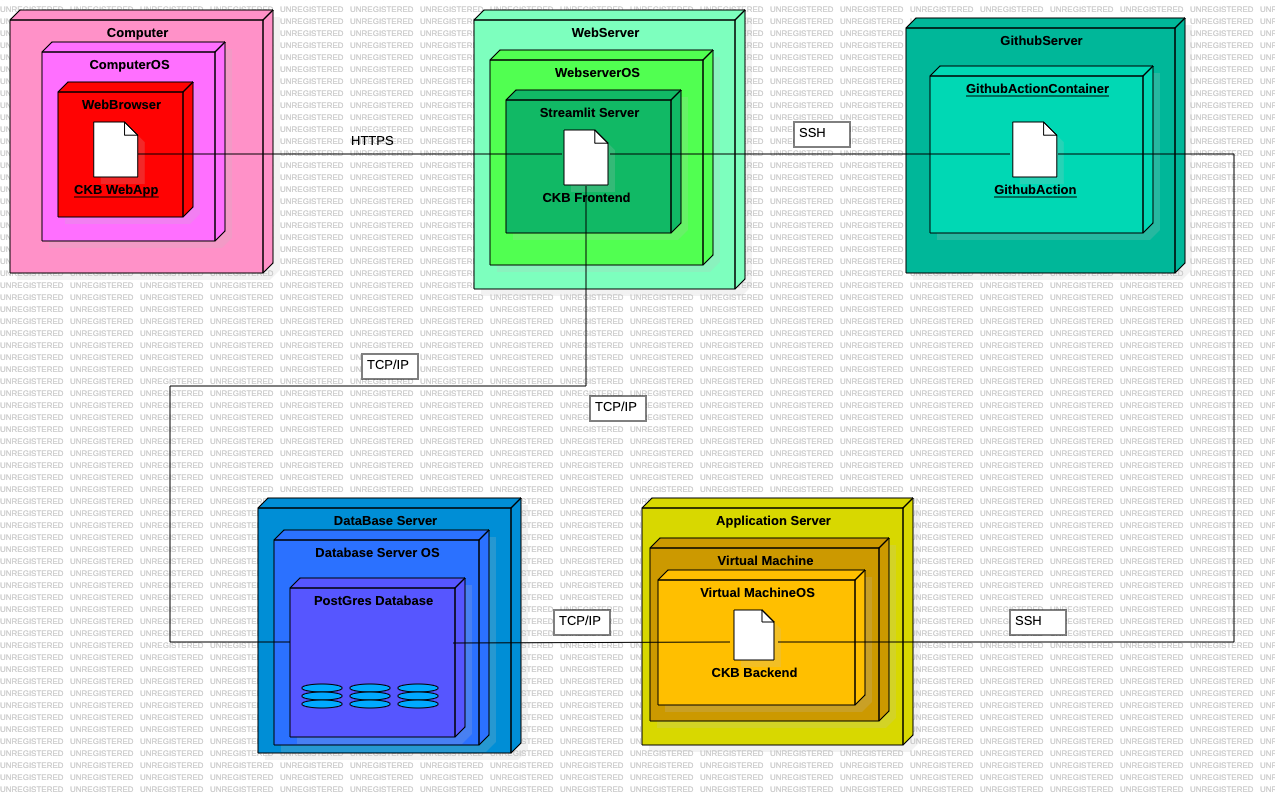 Computer
ComputerOS
WebBrowser
CKB WebApp
HTTPS
WebServer
WebserverOS
Streamlit Server
CKB Frontend
SSH
GithubServer
GithubActionContainer
GithubAction
TCP/IP
TCP/IP
DataBase Server
Database Server OS
PostGres Database
TCP/IP
Application Server
Virtual Machine
Virtual MachineOS
CKB Backend
SSH
UNREGISTERED